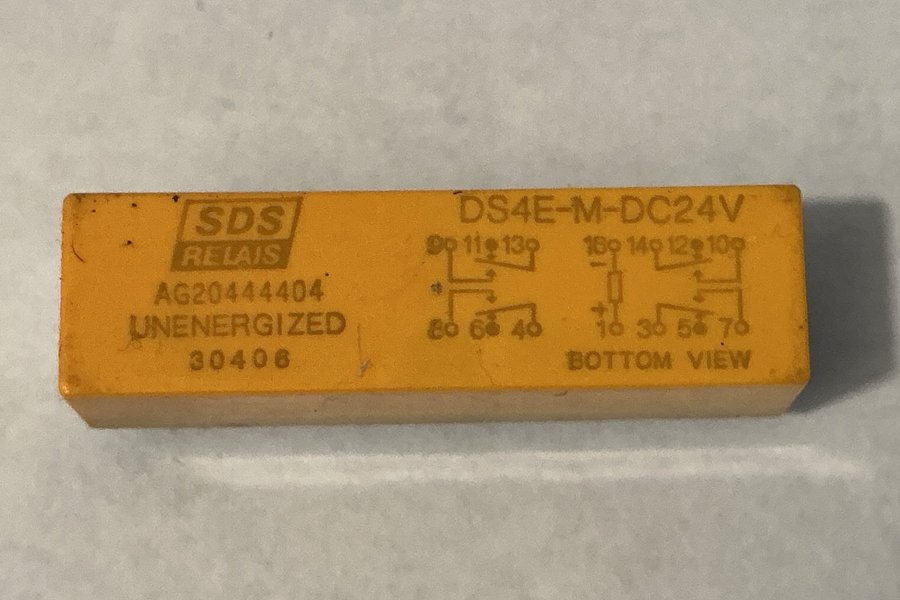 SDS
RELAIS
AG20444404
UNENERGIZED
30406
DS4E-M-DC24V
9 11 13 16 14 12 10
− +
8 6 4 1 3 5 7
BOTTOM VIEW